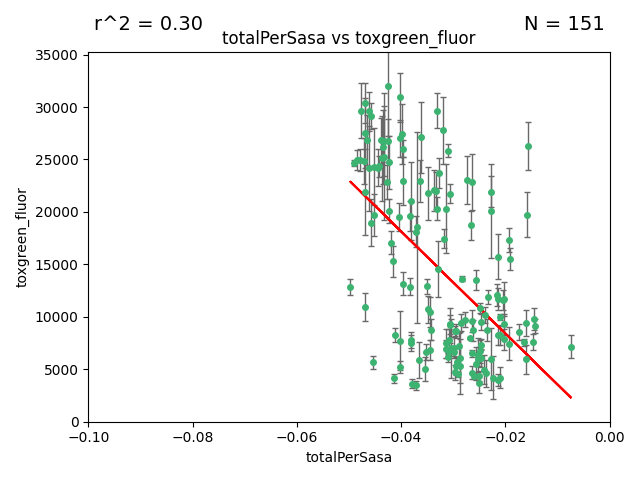 r^2 = 0.30
N = 151
totalPerSasa vs toxgreen_fluor
toxgreen_fluor
35000
30000
25000
20000
15000
10000
5000
0
−0.10
−0.08
−0.06
−0.04
−0.02
0.00
totalPerSasa